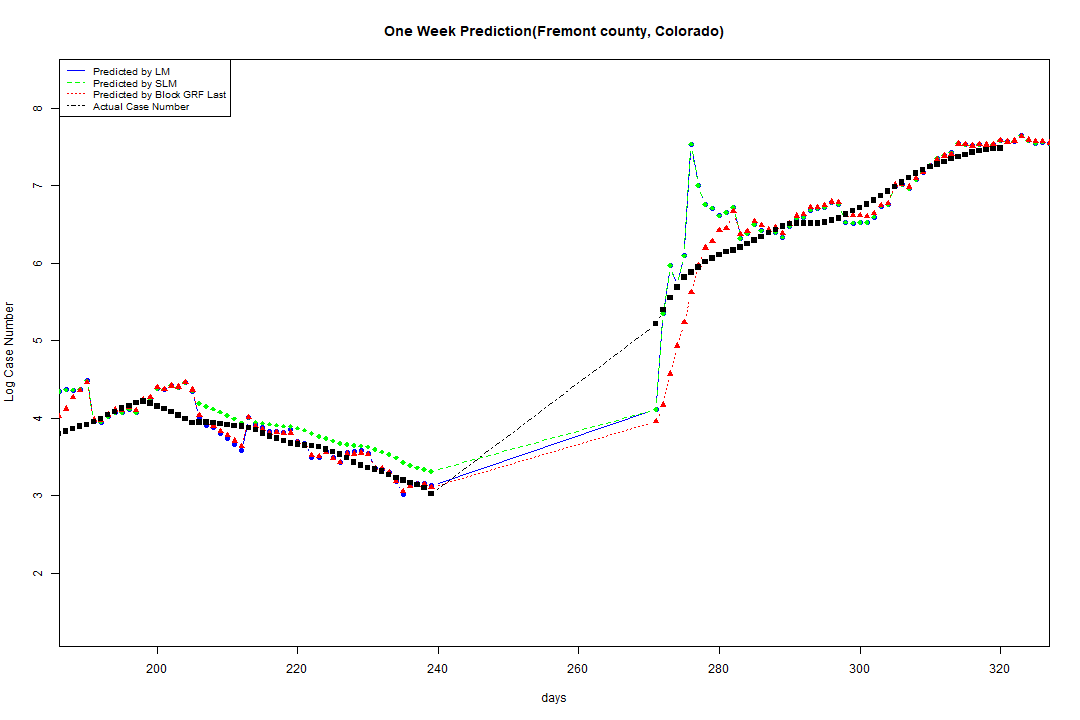 One Week Prediction(Fremont county, Colorado)
Predicted by LM
Predicted by SLM
Predicted by Block GRF Last
Actual Case Number
Log Case Number
8
7
6
5
4
3
2
200 220 240 260 280 300 320
days